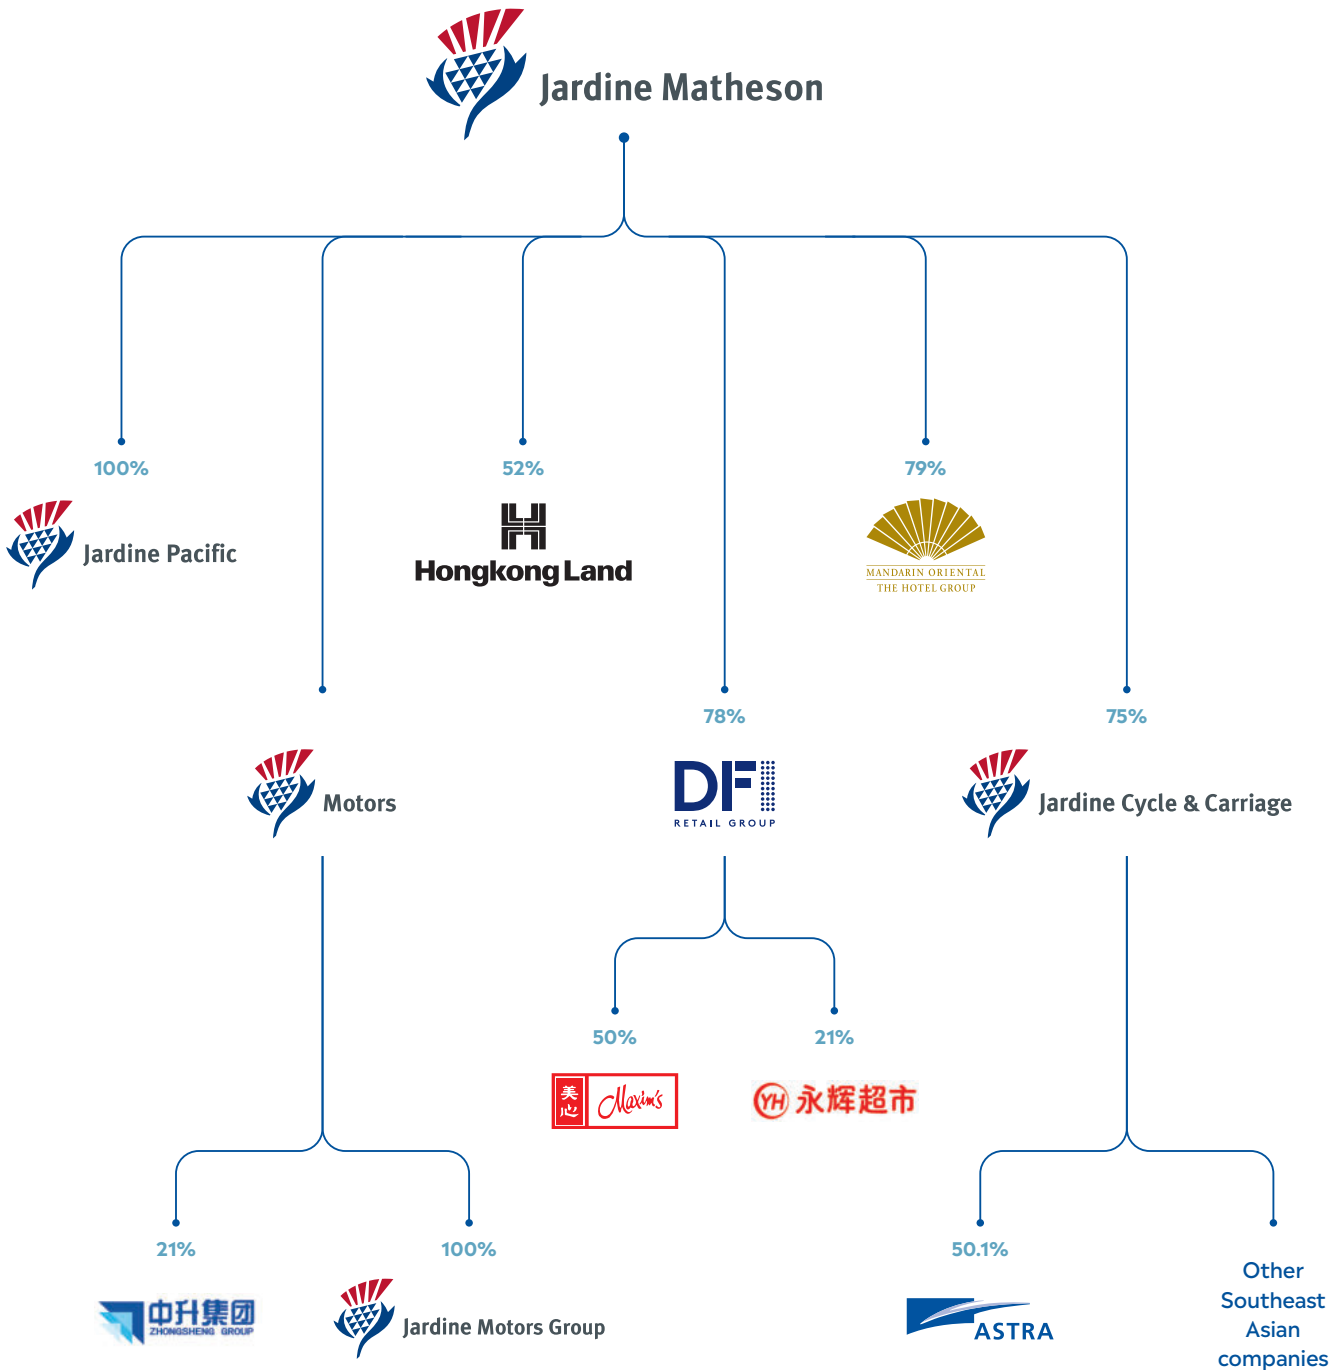 Jardine Matheson
100%
52%
79%
Jardine Pacific
Hongkong Land
MANDARIN ORIENTAL
THE HOTEL GROUP
78%
75%
Motors
DFI
RETAIL GROUP
Jardine Cycle & Carriage
50%
21%
美心
Maxim's
YH 永辉超市
21%
100%
50.1%
中升集团
ZHONGSHENG GROUP
Jardine Motors Group
ASTRA
Other
Southeast
Asian
companies